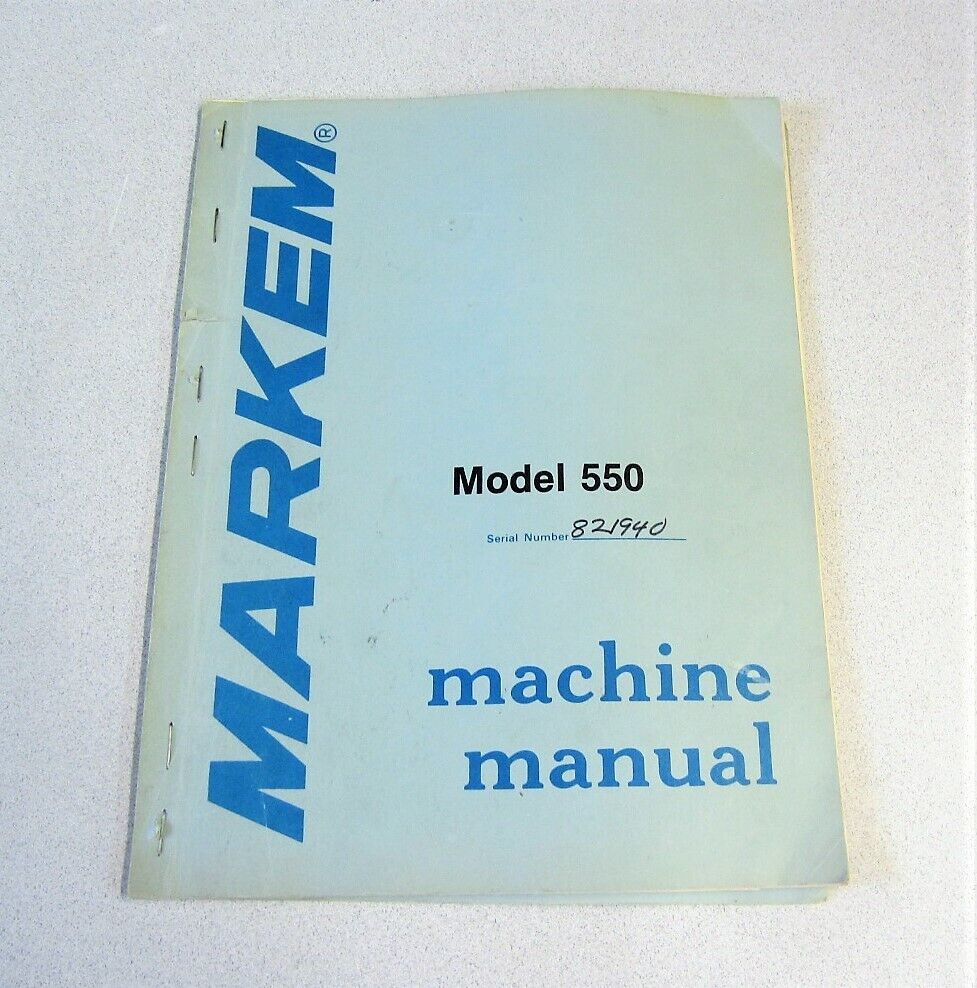 MARKEM®
Model 550
Serial Number 821940
machine
manual